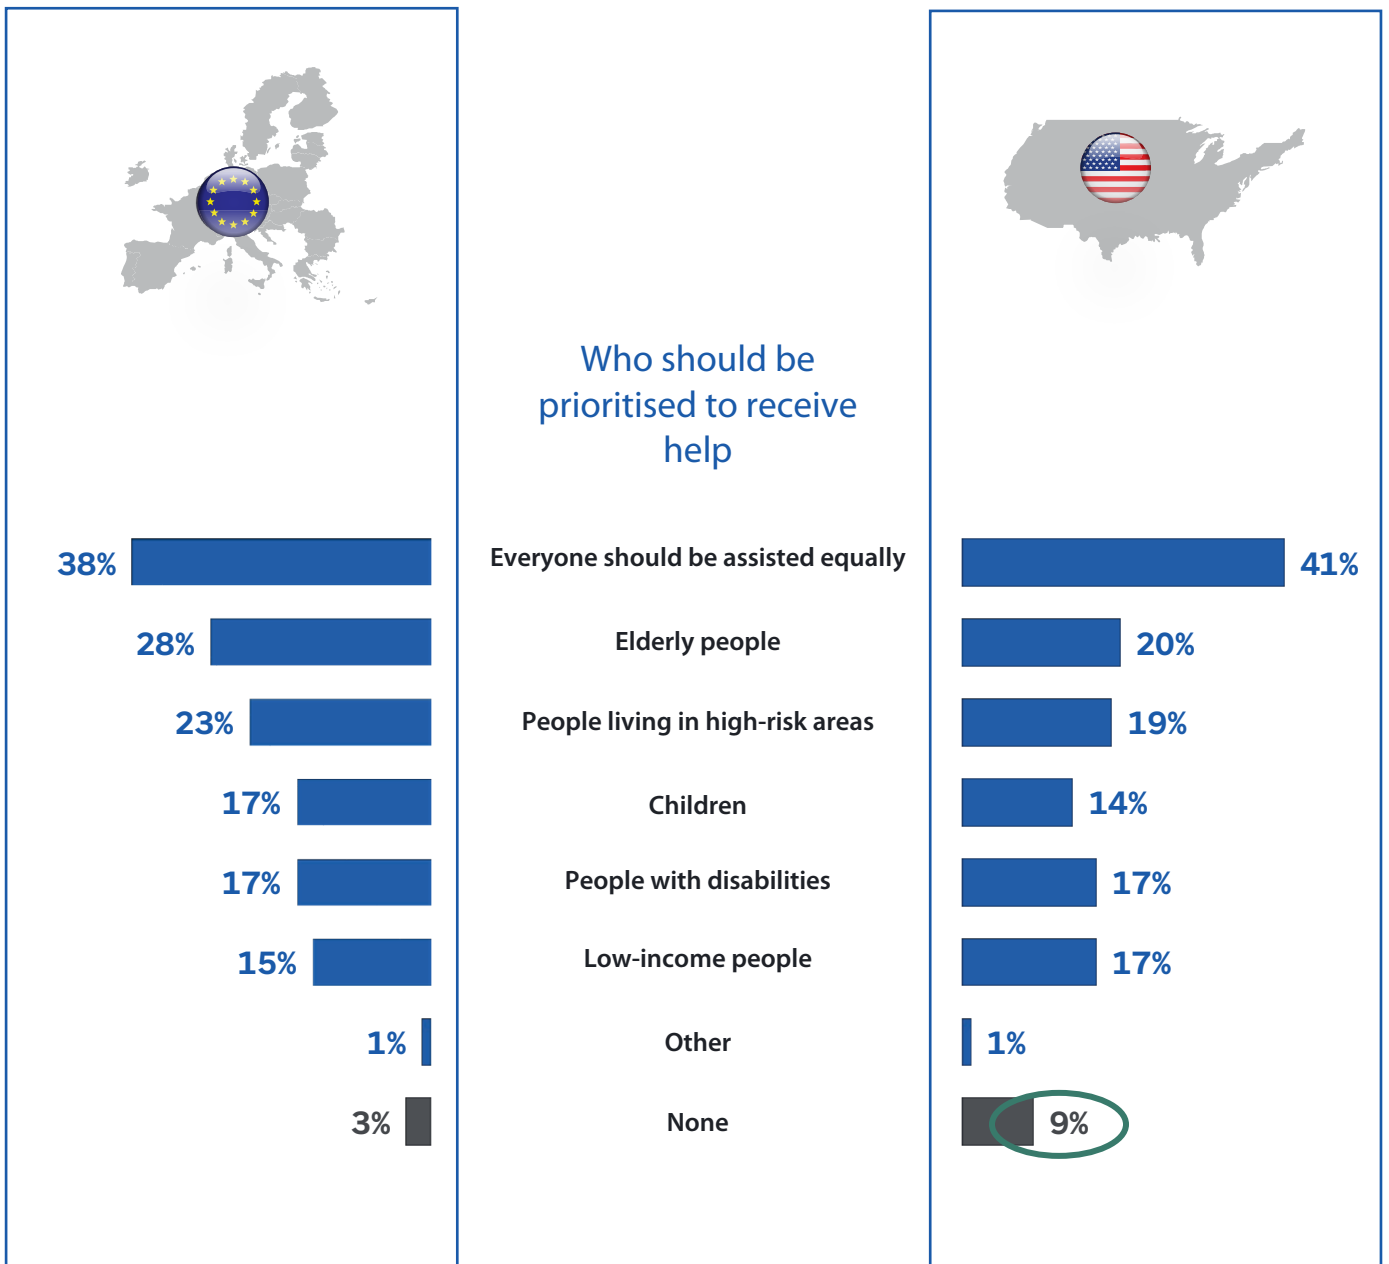 Who should be
prioritised to receive
help
38% Everyone should be assisted equally 41%
28% Elderly people 20%
23% People living in high-risk areas 19%
17% Children 14%
17% People with disabilities 17%
15% Low-income people 17%
1% Other 1%
3% None 9%